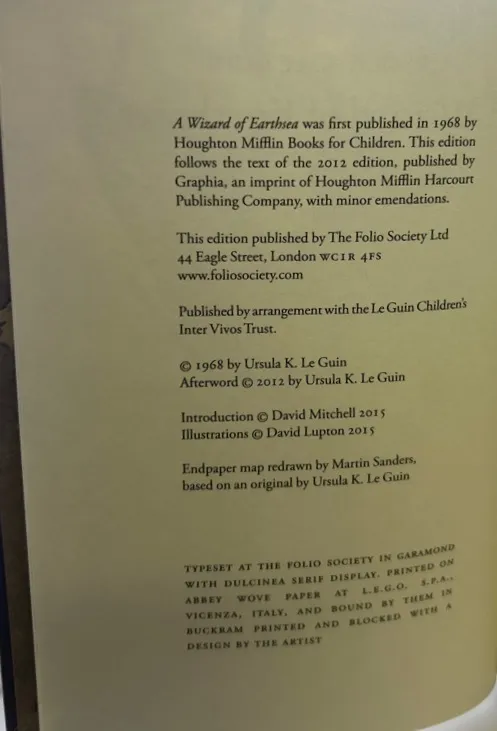 A Wizard of Earthsea was first published in 1968 by
Houghton Mifflin Books for Children. This edition
follows the text of the 2012 edition, published by
Graphia, an imprint of Houghton Mifflin Harcourt
Publishing Company, with minor emendations.
This edition published by The Folio Society Ltd
44 Eagle Street, London WC1R 4FS
www.foliosociety.com
Published by arrangement with the Le Guin Children's
Inter Vivos Trust.
© 1968 by Ursula K. Le Guin
Afterword © 2012 by Ursula K. Le Guin
Introduction © David Mitchell 2015
Illustrations © David Lupton 2015
Endpaper map redrawn by Martin Sanders,
based on an original by Ursula K. Le Guin
TYPESET AT THE FOLIO SOCIETY IN GARAMOND
WITH DULCINEA SERIF DISPLAY. PRINTED ON
ABBEY WOVE PAPER AT L.E.G.O. S.P.A.,
VICENZA, ITALY, AND BOUND BY THEM IN
BUCKRAM PRINTED AND BLOCKED WITH A
DESIGN BY THE ARTIST